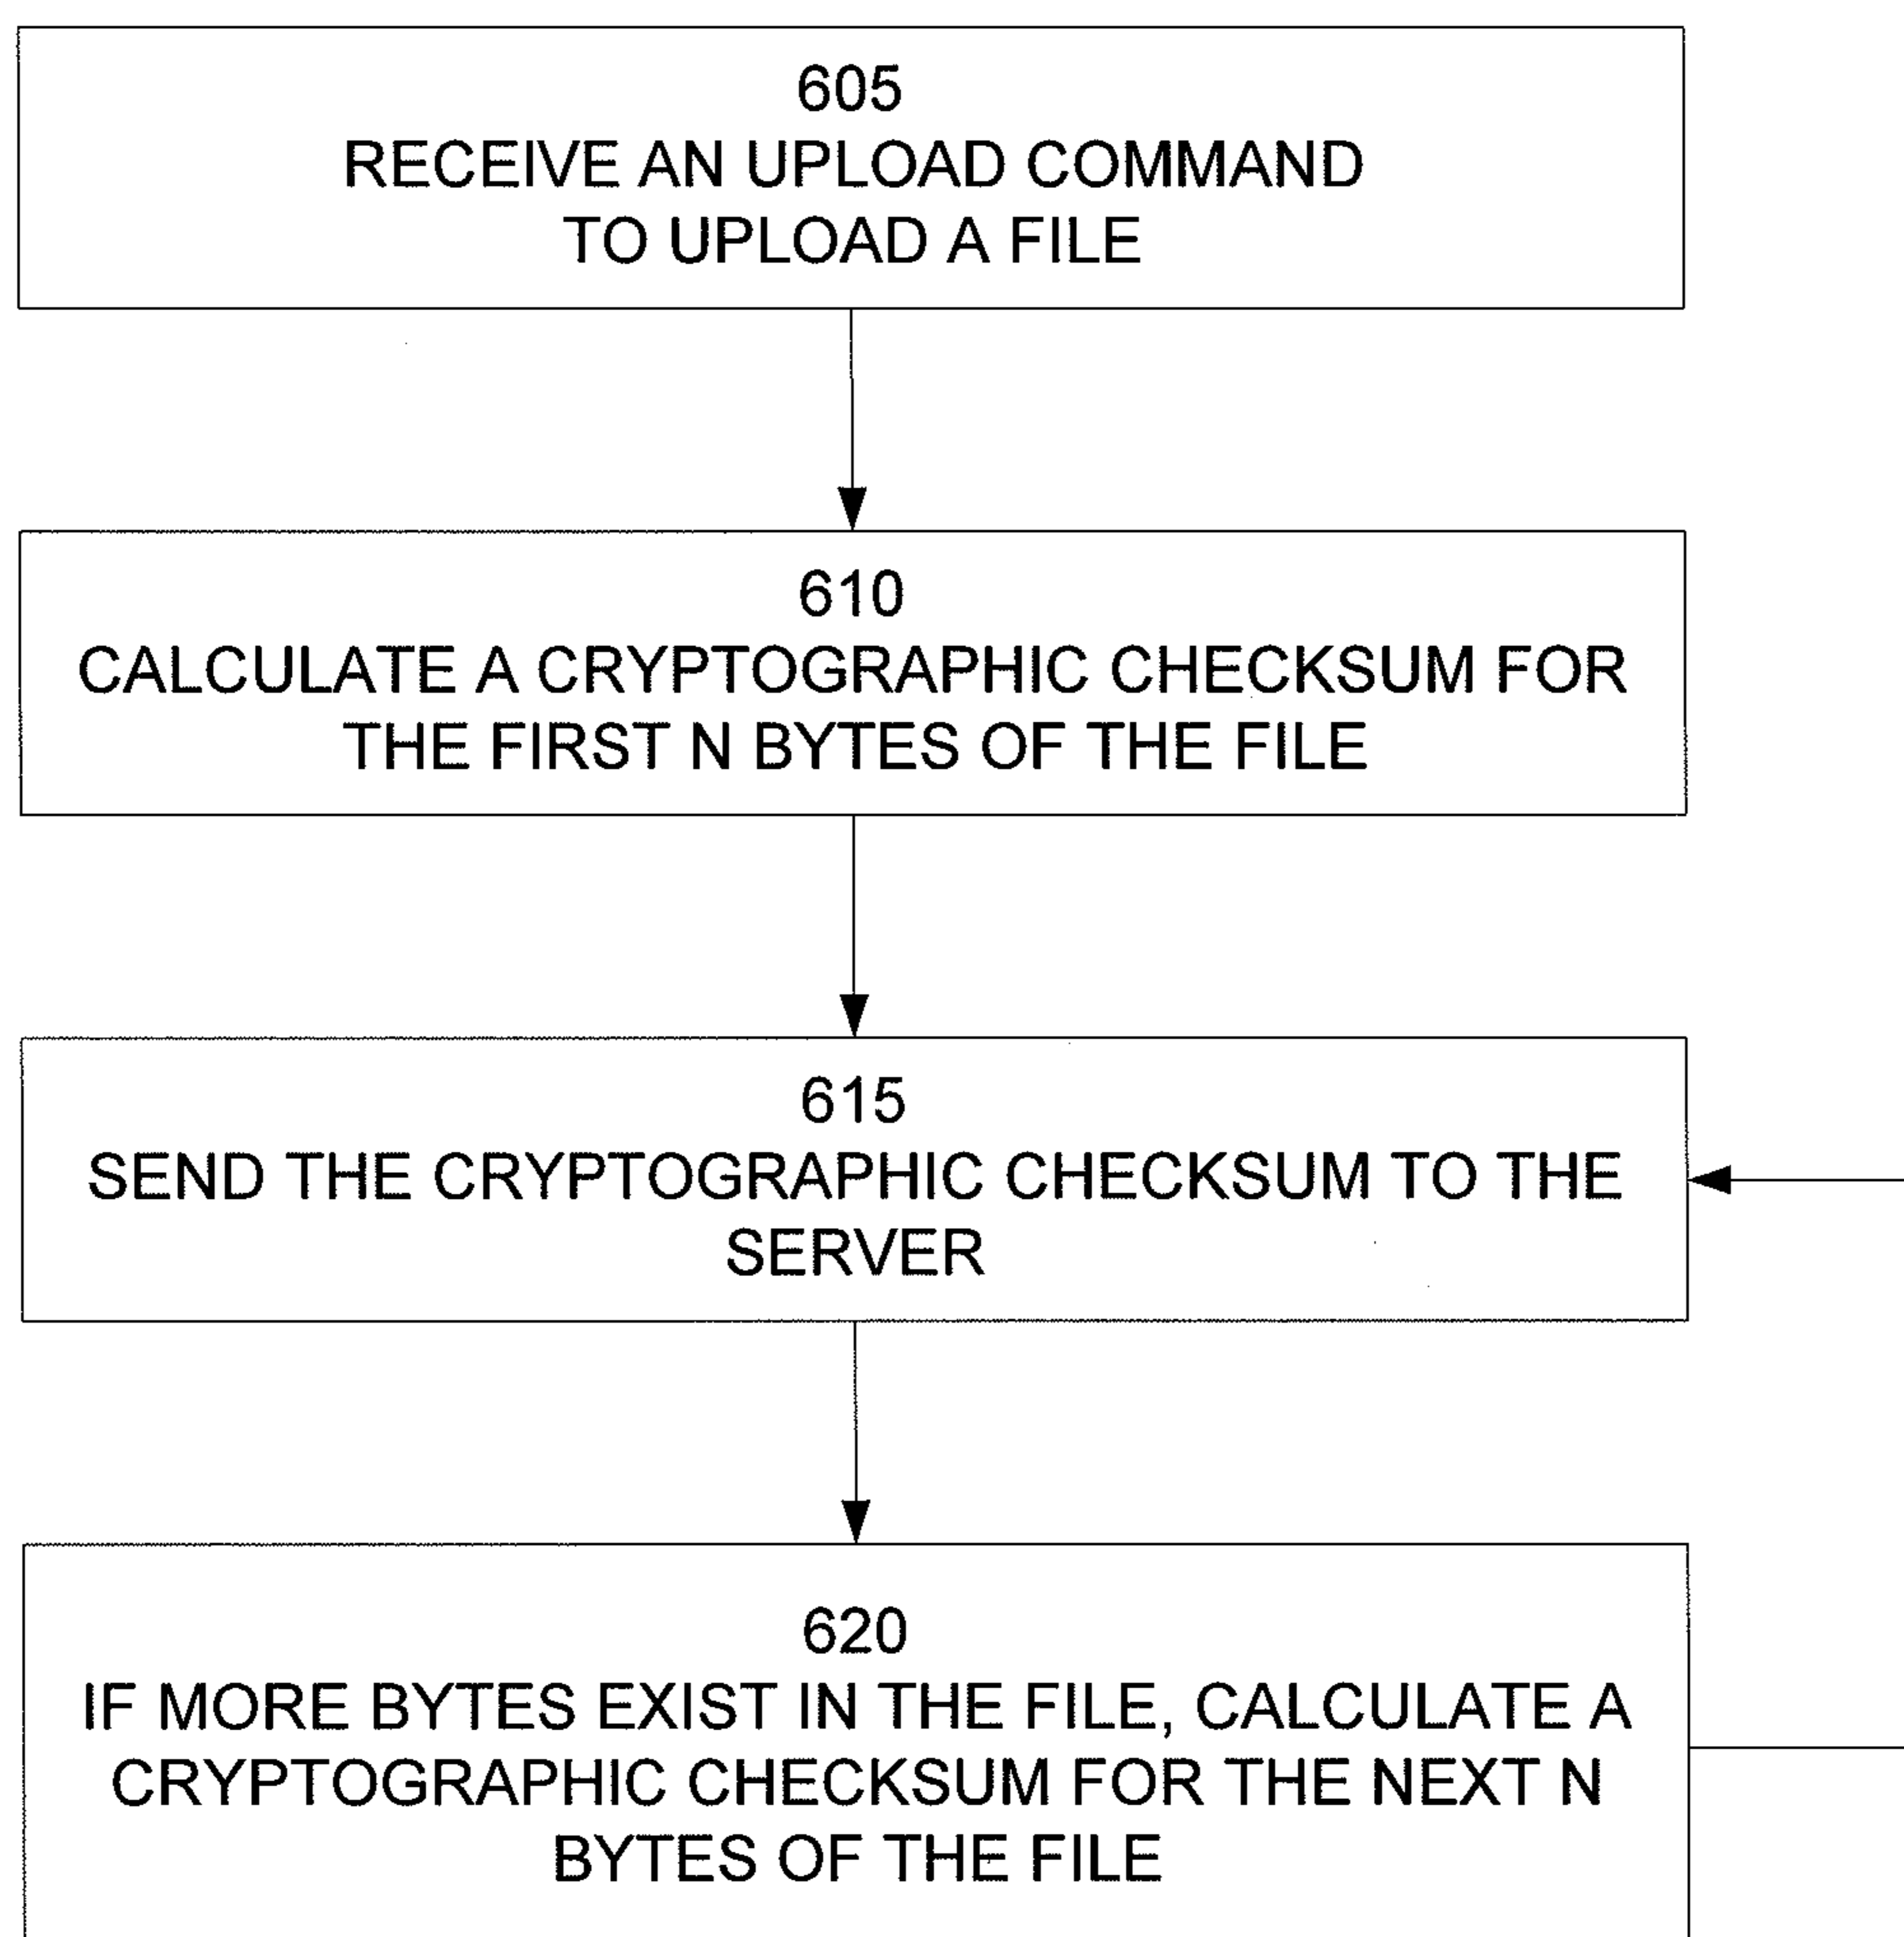 605
RECEIVE AN UPLOAD COMMAND
TO UPLOAD A FILE
610
CALCULATE A CRYPTOGRAPHIC CHECKSUM FOR
THE FIRST N BYTES OF THE FILE
615
SEND THE CRYPTOGRAPHIC CHECKSUM TO THE
SERVER
620
IF MORE BYTES EXIST IN THE FILE, CALCULATE A
CRYPTOGRAPHIC CHECKSUM FOR THE NEXT N
BYTES OF THE FILE